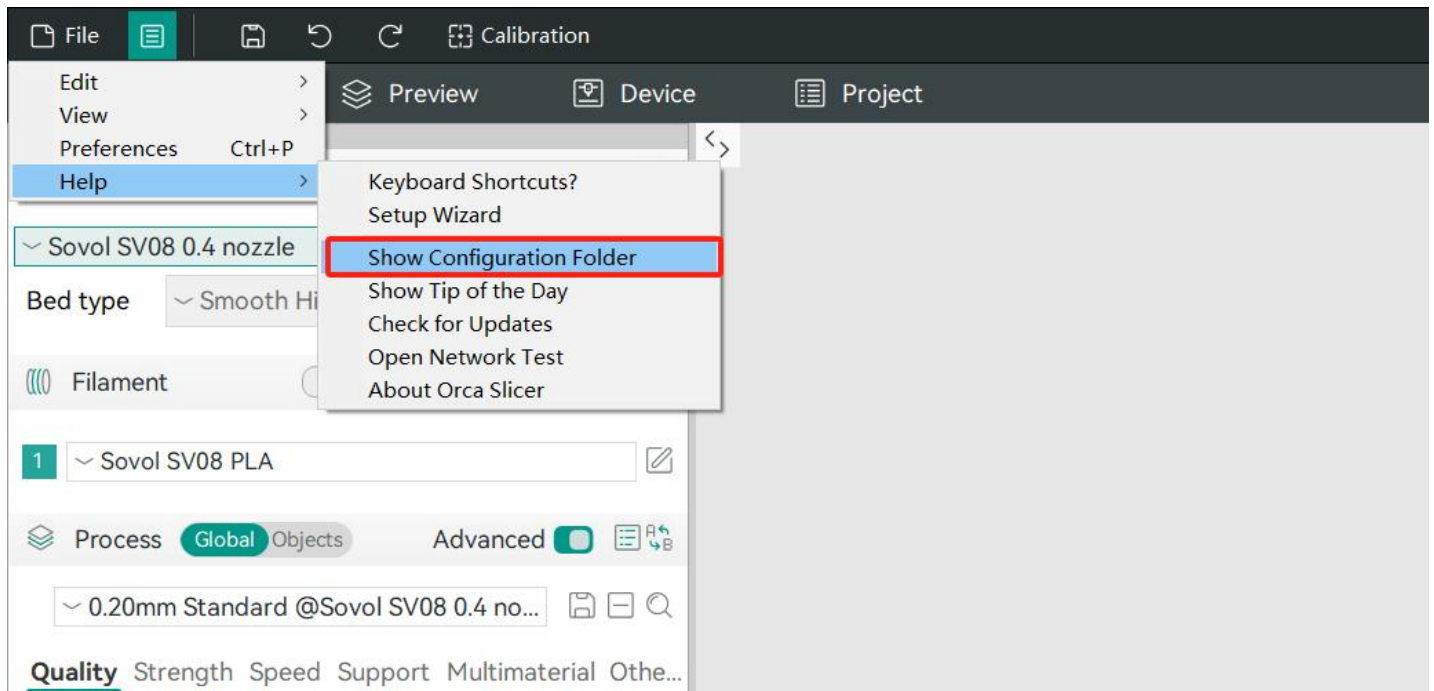 File Calibration
Edit
View
Preferences Ctrl+P
Help
Preview Device Project
Keyboard Shortcuts?
Setup Wizard
Show Configuration Folder
Show Tip of the Day
Check for Updates
Open Network Test
About Orca Slicer
Sovol SV08 0.4 nozzle
Bed type Smooth Hi
Filament
1 Sovol SV08 PLA
Process Global Objects Advanced A B
0.20mm Standard @Sovol SV08 0.4 no...
Quality Strength Speed Support Multimaterial Othe...